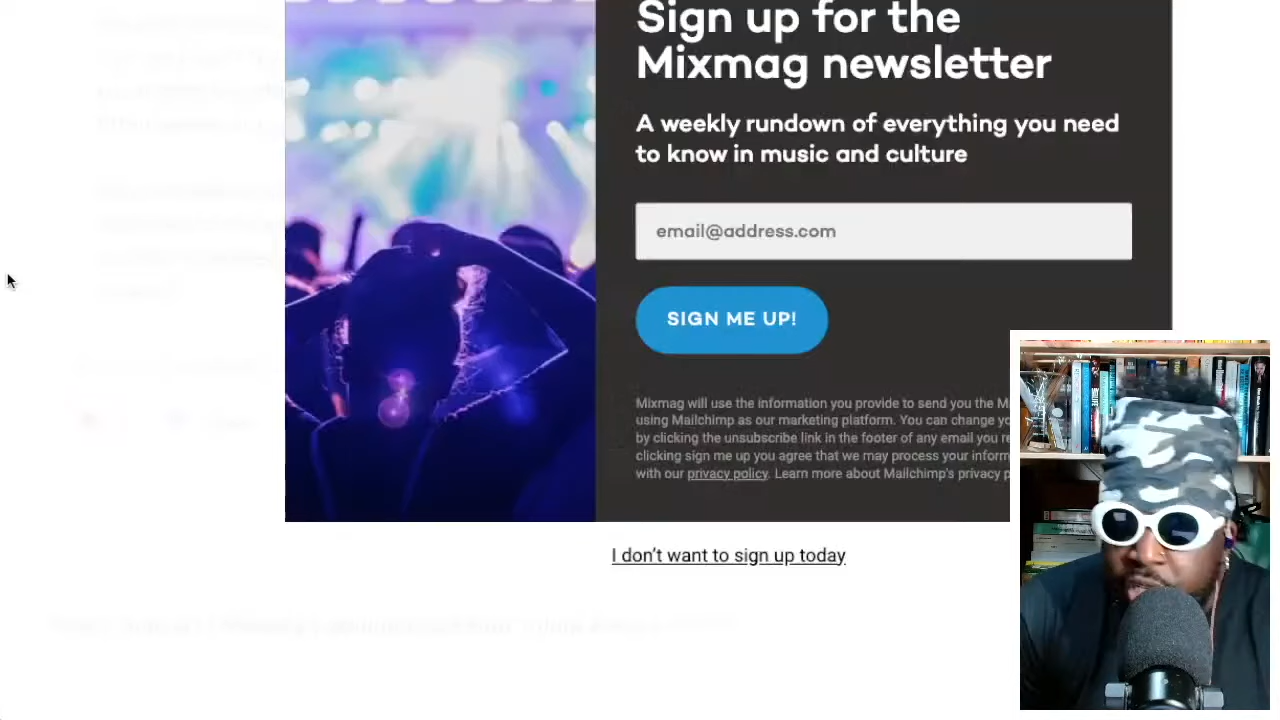 Sign up for the
Mixmag newsletter
A weekly rundown of everything you need
to know in music and culture
email@address.com
SIGN ME UP!
Mixmag will use the information you provide to send you the
using Mailchimp as our marketing platform. You can change
by clicking the unsubscribe link in the footer of any email you
clicking sign me up you agree that we may process your
with our privacy policy. Learn more about Mailchimp's privacy
I don't want to sign up today